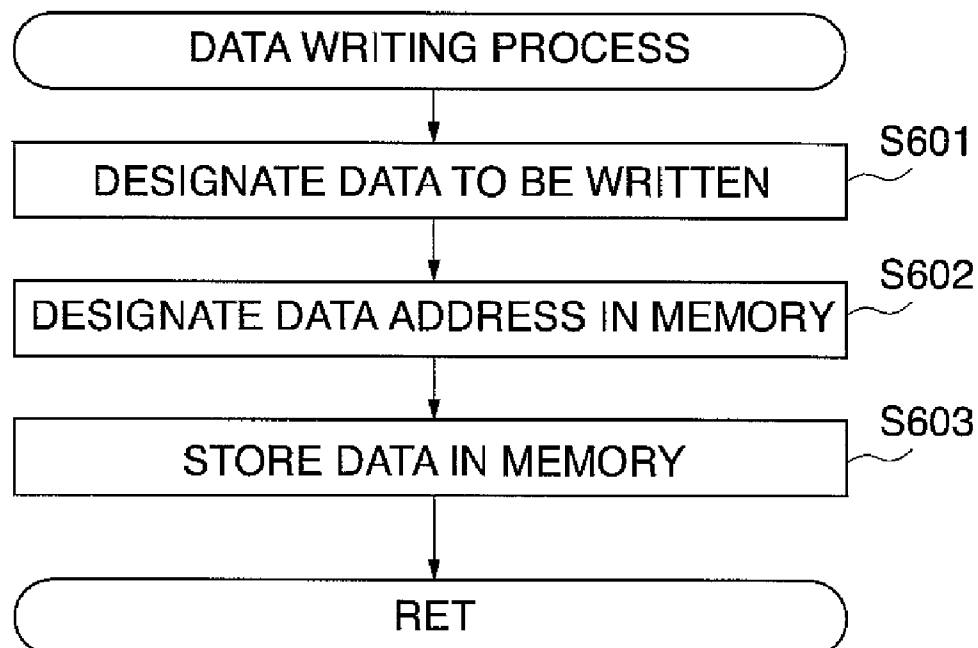 DATA WRITING PROCESS
S601
DESIGNATE DATA TO BE WRITTEN
S602
DESIGNATE DATA ADDRESS IN MEMORY
S603
STORE DATA IN MEMORY
RET